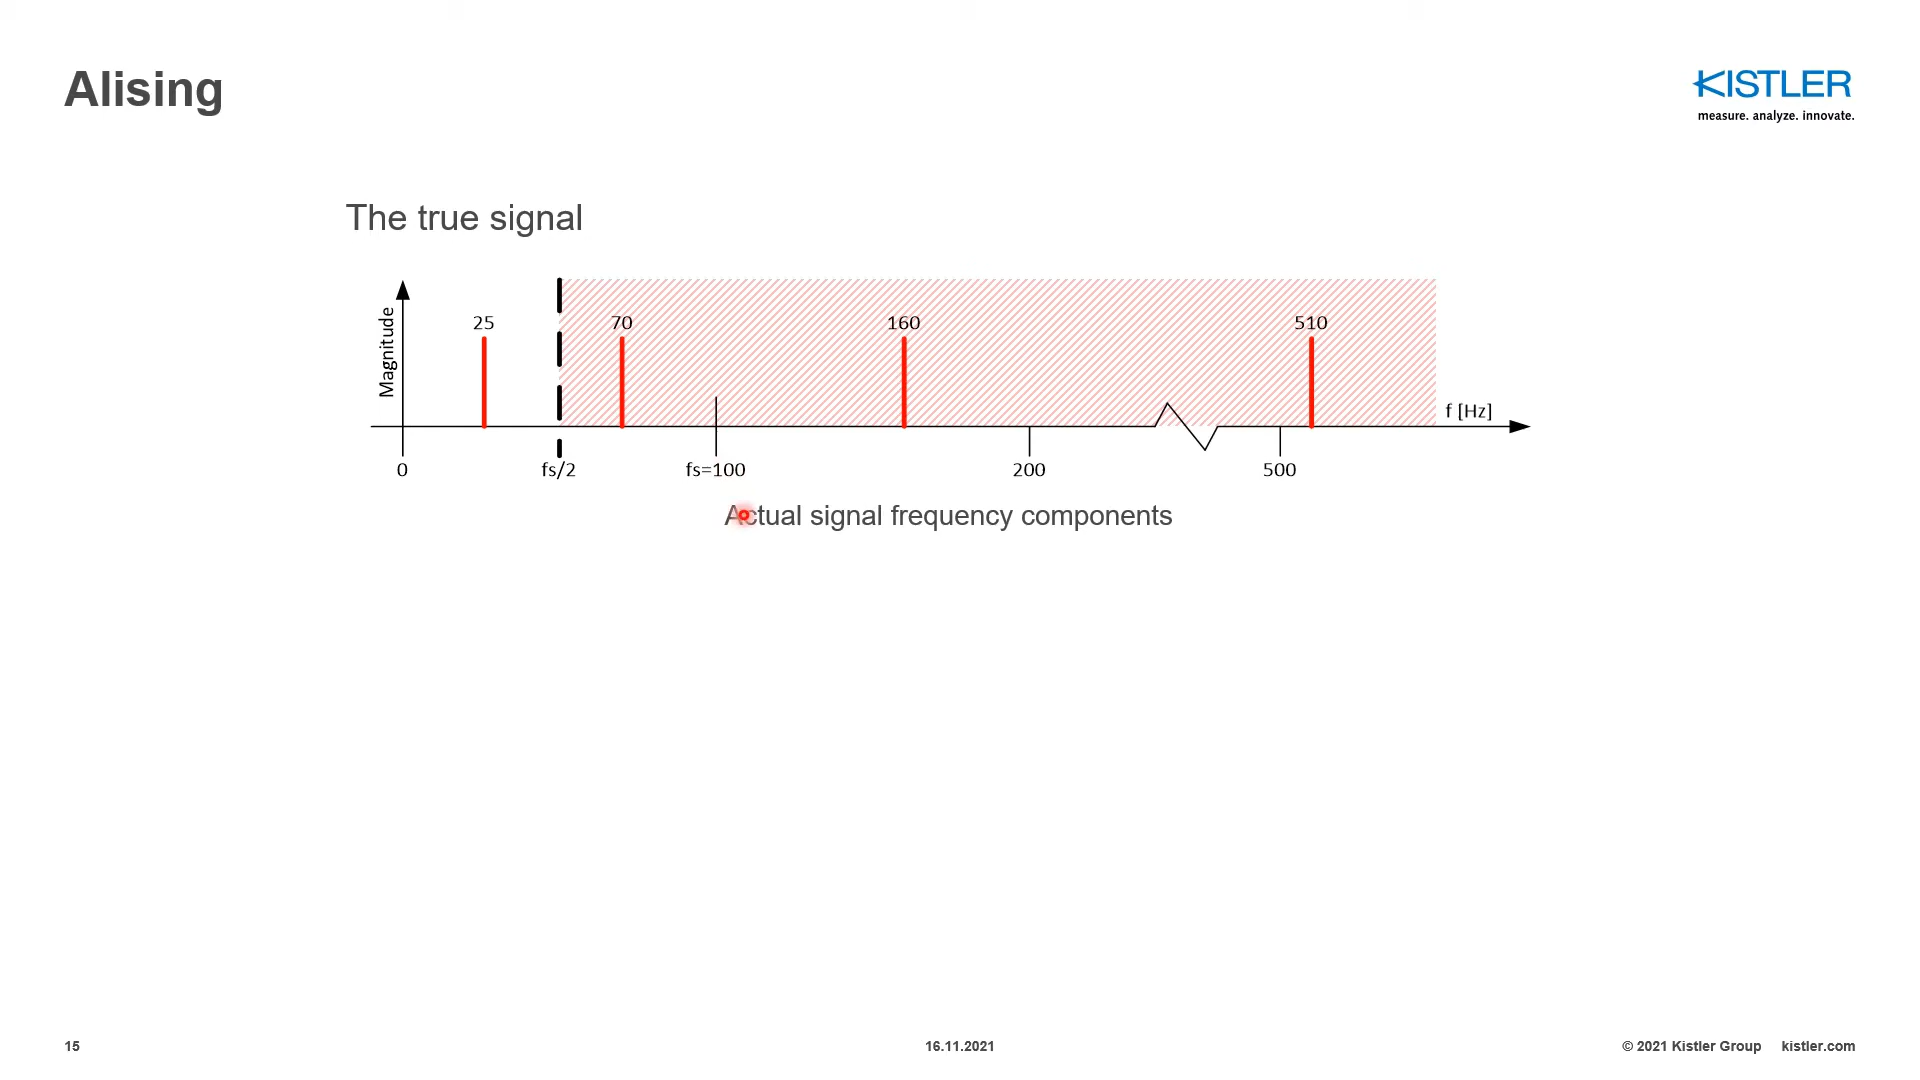 Alising
KISTLER
measure. analyze. innovate.
The true signal
Magnitude
25
70
160
510
f [Hz]
0
fs/2
fs=100
200
500
Actual signal frequency components
15
16.11.2021
© 2021 Kistler Group kistler.com